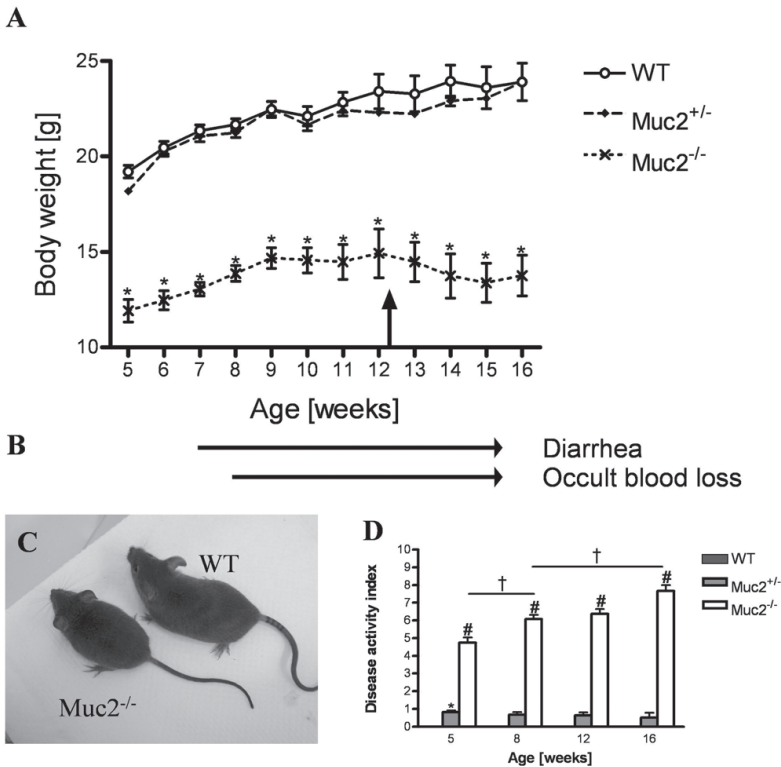 A
Body weight [g]
25
20
15
10
* * * * * * * * * * * *
5 6 7 8 9 10 11 12 13 14 15 16
Age [weeks]
WT
Muc2+/-
Muc2-/-
B
Diarrhea
Occult blood loss
C
WT
Muc2-/-
D
Disease activity index
10
9
8
7
6
5
4
3
2
1
0
† †
# # # #
*
5 8 12 16
Age [weeks]
WT
Muc2+/-
Muc2-/-